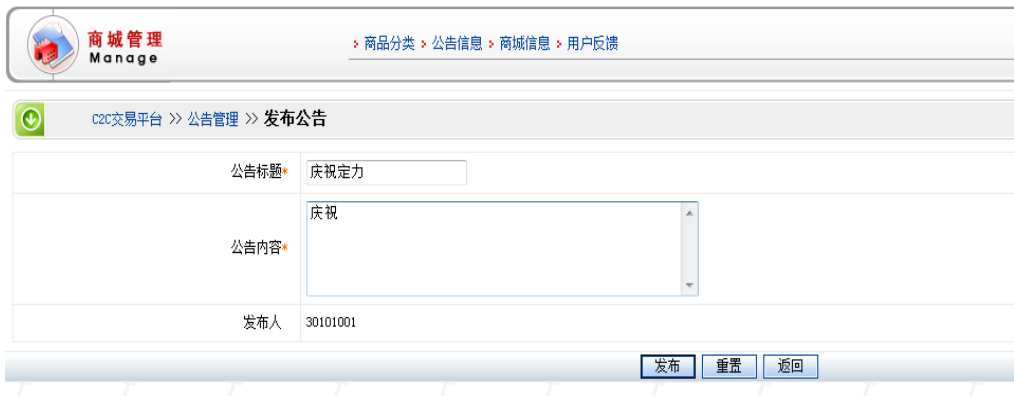 商城管理
Manage
商品分类 公告信息 商城信息 用户反馈
C2C交易平台 >> 公告管理 >> 发布公告
公告标题* 庆祝定力
公告内容* 庆祝
发布人 30101001
发布 重置 返回